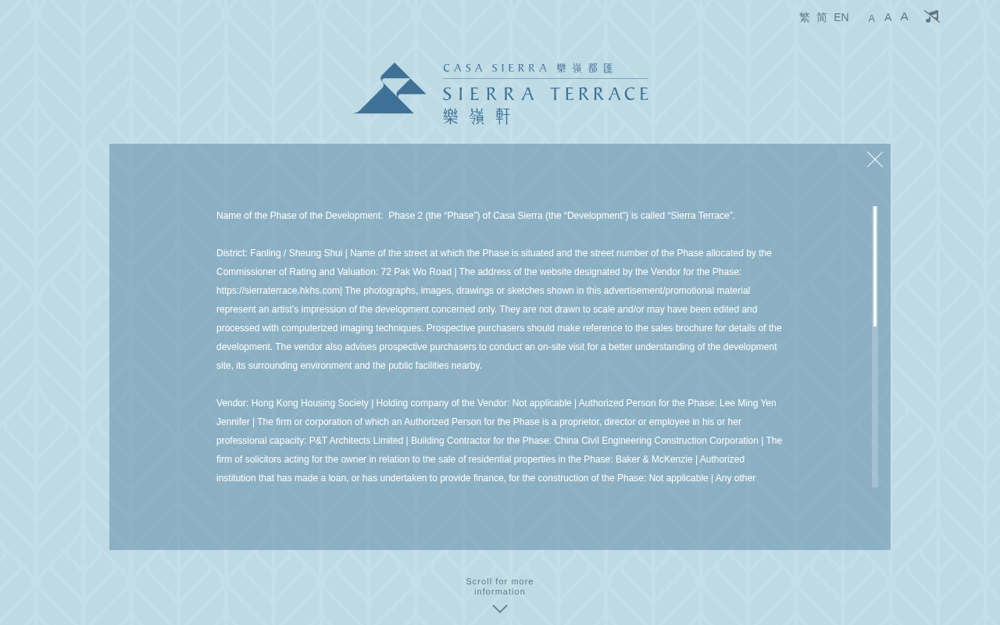 繁 简 EN A A A
CASA SIERRA 樂嶺都匯
SIERRA TERRACE
樂嶺軒
Name of the Phase of the Development:  Phase 2 (the “Phase”) of Casa Sierra (the “Development”) is called “Sierra Terrace”.
District: Fanling / Sheung Shui | Name of the street at which the Phase is situated and the street number of the Phase allocated by the
Commissioner of Rating and Valuation: 72 Pak Wo Road | The address of the website designated by the Vendor for the Phase:
https://sierraterrace.hkhs.com| The photographs, images, drawings or sketches shown in this advertisement/promotional material
represent an artist’s impression of the development concerned only. They are not drawn to scale and/or may have been edited and
processed with computerized imaging techniques. Prospective purchasers should make reference to the sales brochure for details of the
development. The vendor also advises prospective purchasers to conduct an on-site visit for a better understanding of the development
site, its surrounding environment and the public facilities nearby.
Vendor: Hong Kong Housing Society | Holding company of the Vendor: Not applicable | Authorized Person for the Phase: Lee Ming Yen
Jennifer | The firm or corporation of which an Authorized Person for the Phase is a proprietor, director or employee in his or her
professional capacity: P&T Architects Limited | Building Contractor for the Phase: China Civil Engineering Construction Corporation | The
firm of solicitors acting for the owner in relation to the sale of residential properties in the Phase: Baker & McKenzie | Authorized
institution that has made a loan, or has undertaken to provide finance, for the construction of the Phase: Not applicable | Any other
Scroll for more
information